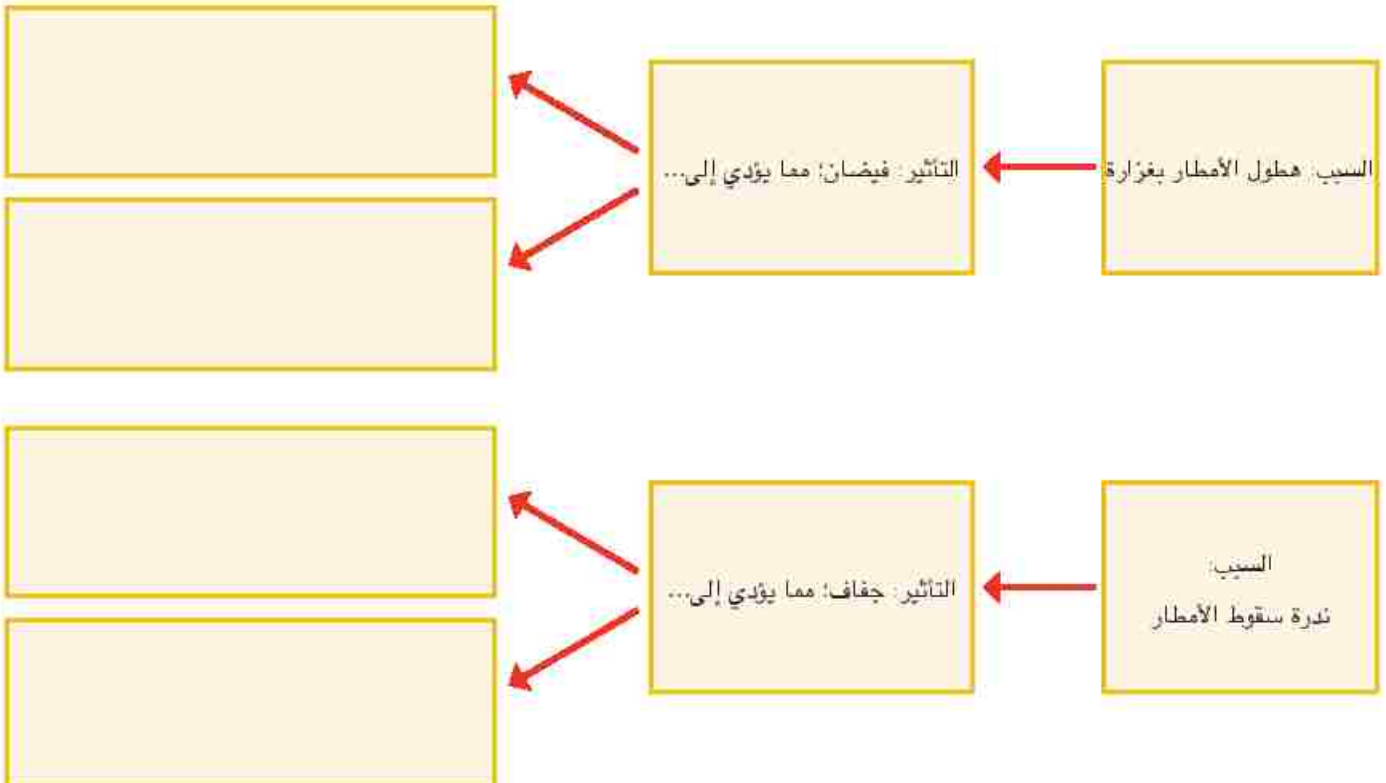 السبب: هطول الأمطار بغزارة
التأثير: فيضان؛ مما يؤدي إلى...
السبب:
ندرة سقوط الأمطار
التأثير: جفاف؛ مما يؤدي إلى...